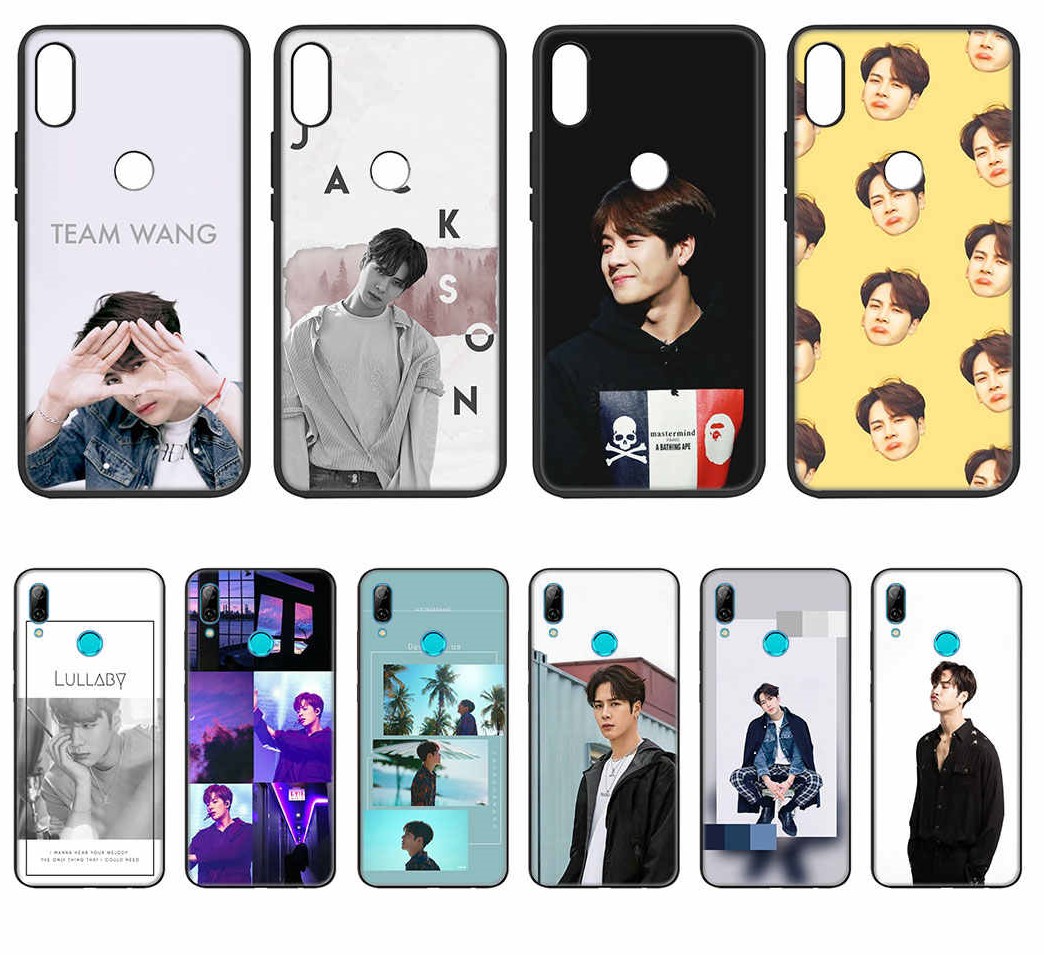 TEAM WANG
J
A
K
S
O
N
mastermind
A BATHING APE
LULLABY
I WANNA HEAR YOUR MELODY
THE ONLY THING THAT I COULD NEED